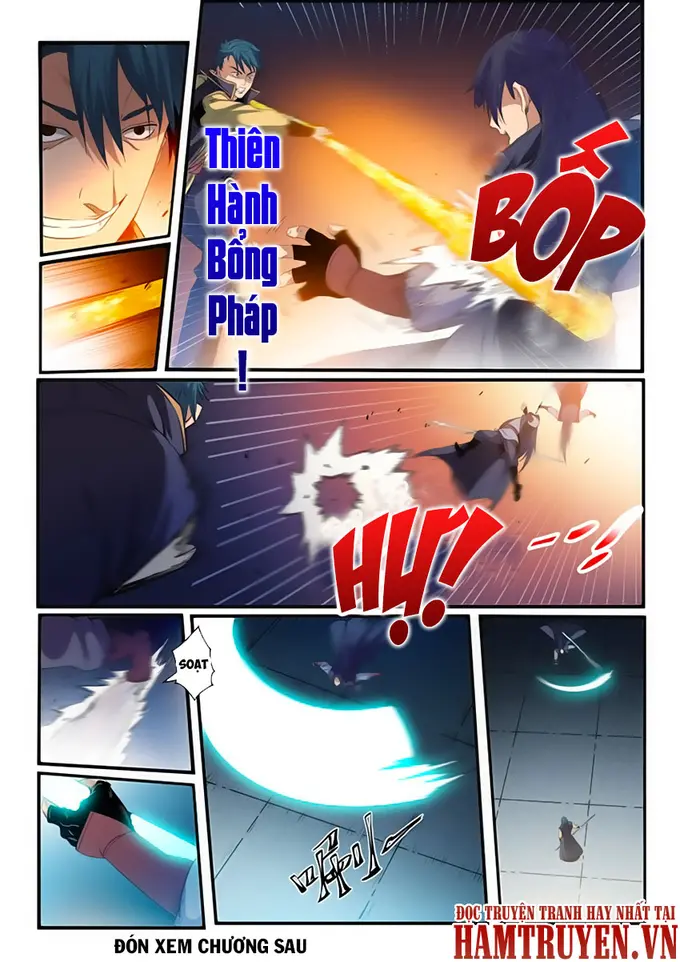 Thiên
Hành
Bổng
Pháp
!
BỐP
HỰ!
SOẠT
ĐÓN XEM CHƯƠNG SAU
ĐỌC TRUYỆN TRANH HAY NHẤT TẠI
HAMTRUYEN.VN